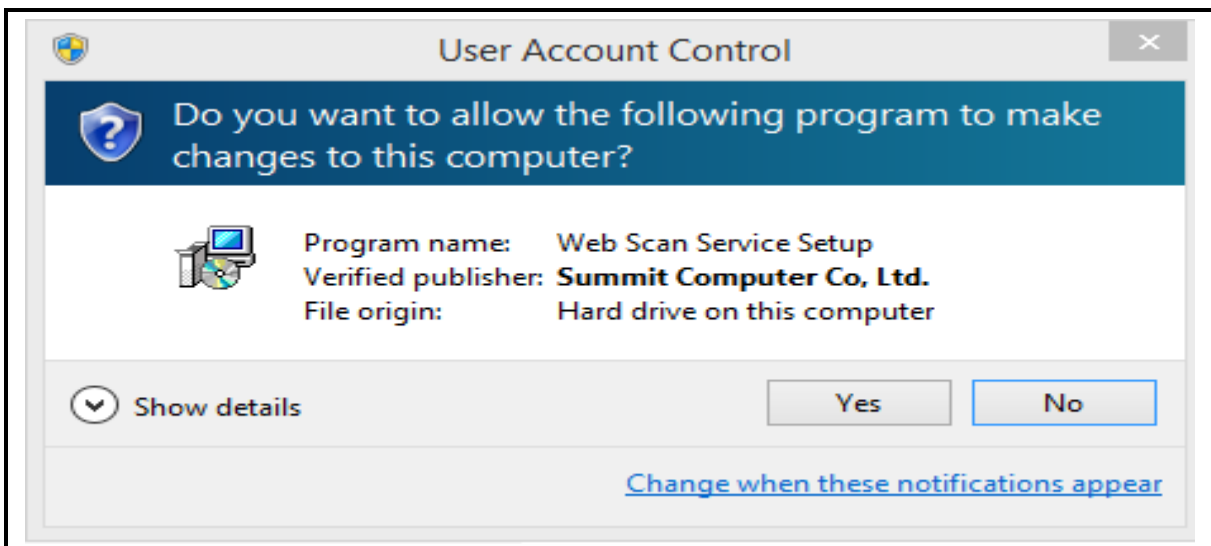 User Account Control
Do you want to allow the following program to make
changes to this computer?
Program name: Web Scan Service Setup
Verified publisher: Summit Computer Co, Ltd.
File origin: Hard drive on this computer
Show details
Yes
No
Change when these notifications appear